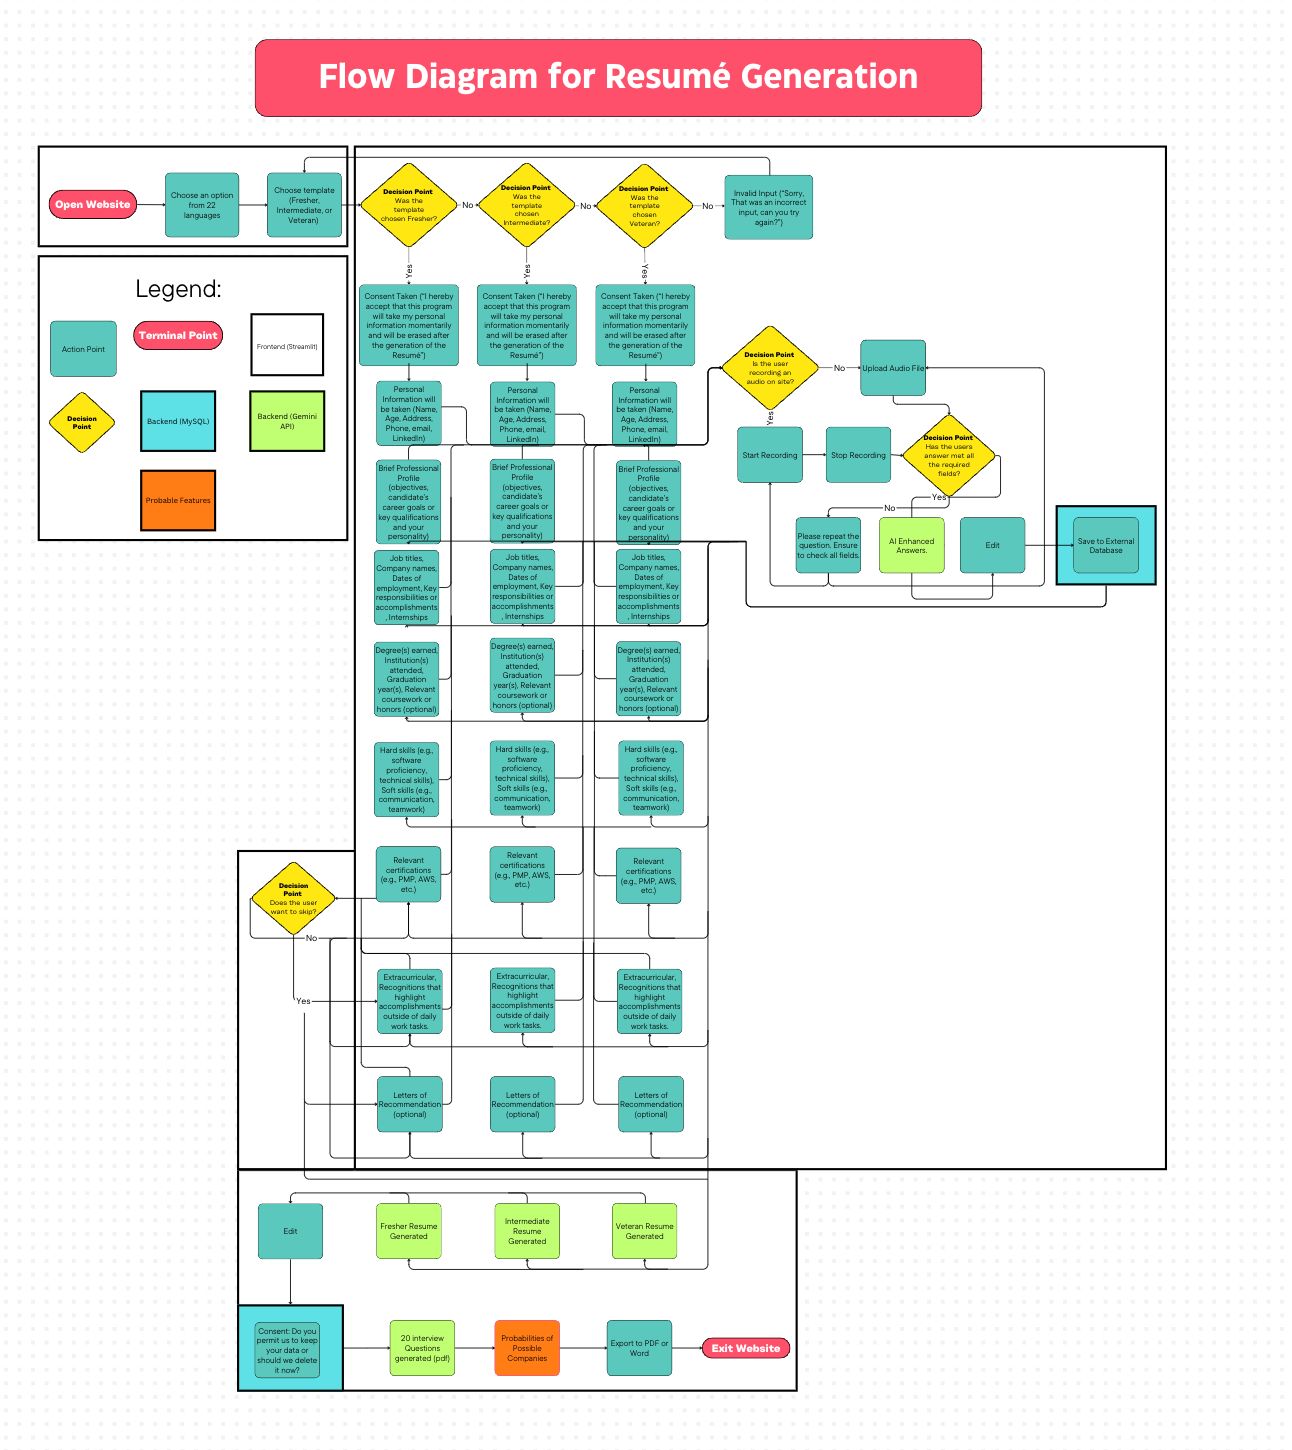 Flow Diagram for Resumé Generation
Open Website
Choose an option
from 22
languages
Choose template
(Fresher,
Intermediate, or
Veteran)
Decision Point
Was the
template
chosen Fresher?
No
Decision Point
Was the
template
chosen
Intermediate?
No
Decision Point
Was the
template
chosen
Veteran?
No
Invalid Input ("Sorry,
That was an incorrect
input, can you try
again?")
Yes
Yes
Yes
Legend:
Action Point
Terminal Point
Frontend (Streamlit)
Decision
Point
Backend (MySQL)
Backend (Gemini
API)
Probable Features
Consent Taken ("I hereby
accept that this program
will take my personal
information momentarily
and will be erased after
the generation of the
Resumé")
Consent Taken ("I hereby
accept that this program
will take my personal
information momentarily
and will be erased after
the generation of the
Resumé")
Consent Taken ("I hereby
accept that this program
will take my personal
information momentarily
and will be erased after
the generation of the
Resumé")
Personal
Information will
be taken (Name,
Age, Address,
Phone, email,
LinkedIn)
Personal
Information will
be taken (Name,
Age, Address,
Phone, email,
LinkedIn)
Personal
Information will
be taken (Name,
Age, Address,
Phone, email,
LinkedIn)
Decision Point
Is the user
recording an
audio on site?
No
Upload Audio File
Yes
Start Recording
Stop Recording
Decision Point
Has the users
answer met all
the required
fields?
Yes
No
Please repeat the
question. Ensure
to check all fields.
AI Enhanced
Answers.
Edit
Save to External
Database
Brief Professional
Profile
(objectives,
candidate's
career goals or
key qualifications
and your
personality)
Brief Professional
Profile
(objectives,
candidate's
career goals or
key qualifications
and your
personality)
Brief Professional
Profile
(objectives,
candidate's
career goals or
key qualifications
and your
personality)
Job titles,
Company names,
Dates of
employment, Key
responsibilities or
accomplishments
, Internships
Job titles,
Company names,
Dates of
employment, Key
responsibilities or
accomplishments
, Internships
Job titles,
Company names,
Dates of
employment, Key
responsibilities or
accomplishments
, Internships
Degree(s) earned,
Institution(s)
attended,
Graduation
year(s), Relevant
coursework or
honors (optional)
Degree(s) earned,
Institution(s)
attended,
Graduation
year(s), Relevant
coursework or
honors (optional)
Degree(s) earned,
Institution(s)
attended,
Graduation
year(s), Relevant
coursework or
honors (optional)
Hard skills (e.g.,
software
proficiency,
technical skills),
Soft skills (e.g.,
communication,
teamwork)
Hard skills (e.g.,
software
proficiency,
technical skills),
Soft skills (e.g.,
communication,
teamwork)
Hard skills (e.g.,
software
proficiency,
technical skills),
Soft skills (e.g.,
communication,
teamwork)
Decision
Point
Does the user
want to skip?
No
Yes
Relevant
certifications
(e.g., PMP, AWS,
etc.)
Relevant
certifications
(e.g., PMP, AWS,
etc.)
Relevant
certifications
(e.g., PMP, AWS,
etc.)
Extracurricular,
Recognitions that
highlight
accomplishments
outside of daily
work tasks.
Extracurricular,
Recognitions that
highlight
accomplishments
outside of daily
work tasks.
Extracurricular,
Recognitions that
highlight
accomplishments
outside of daily
work tasks.
Letters of
Recommendation
(optional)
Letters of
Recommendation
(optional)
Letters of
Recommendation
(optional)
Edit
Fresher Resume
Generated
Intermediate
Resume
Generated
Veteran Resume
Generated
Consent: Do you
permit us to keep
your data or
should we delete
it now?
20 interview
Questions
generated (pdf)
Probabilities of
Possible
Companies
Export to PDF or
Word
Exit Website